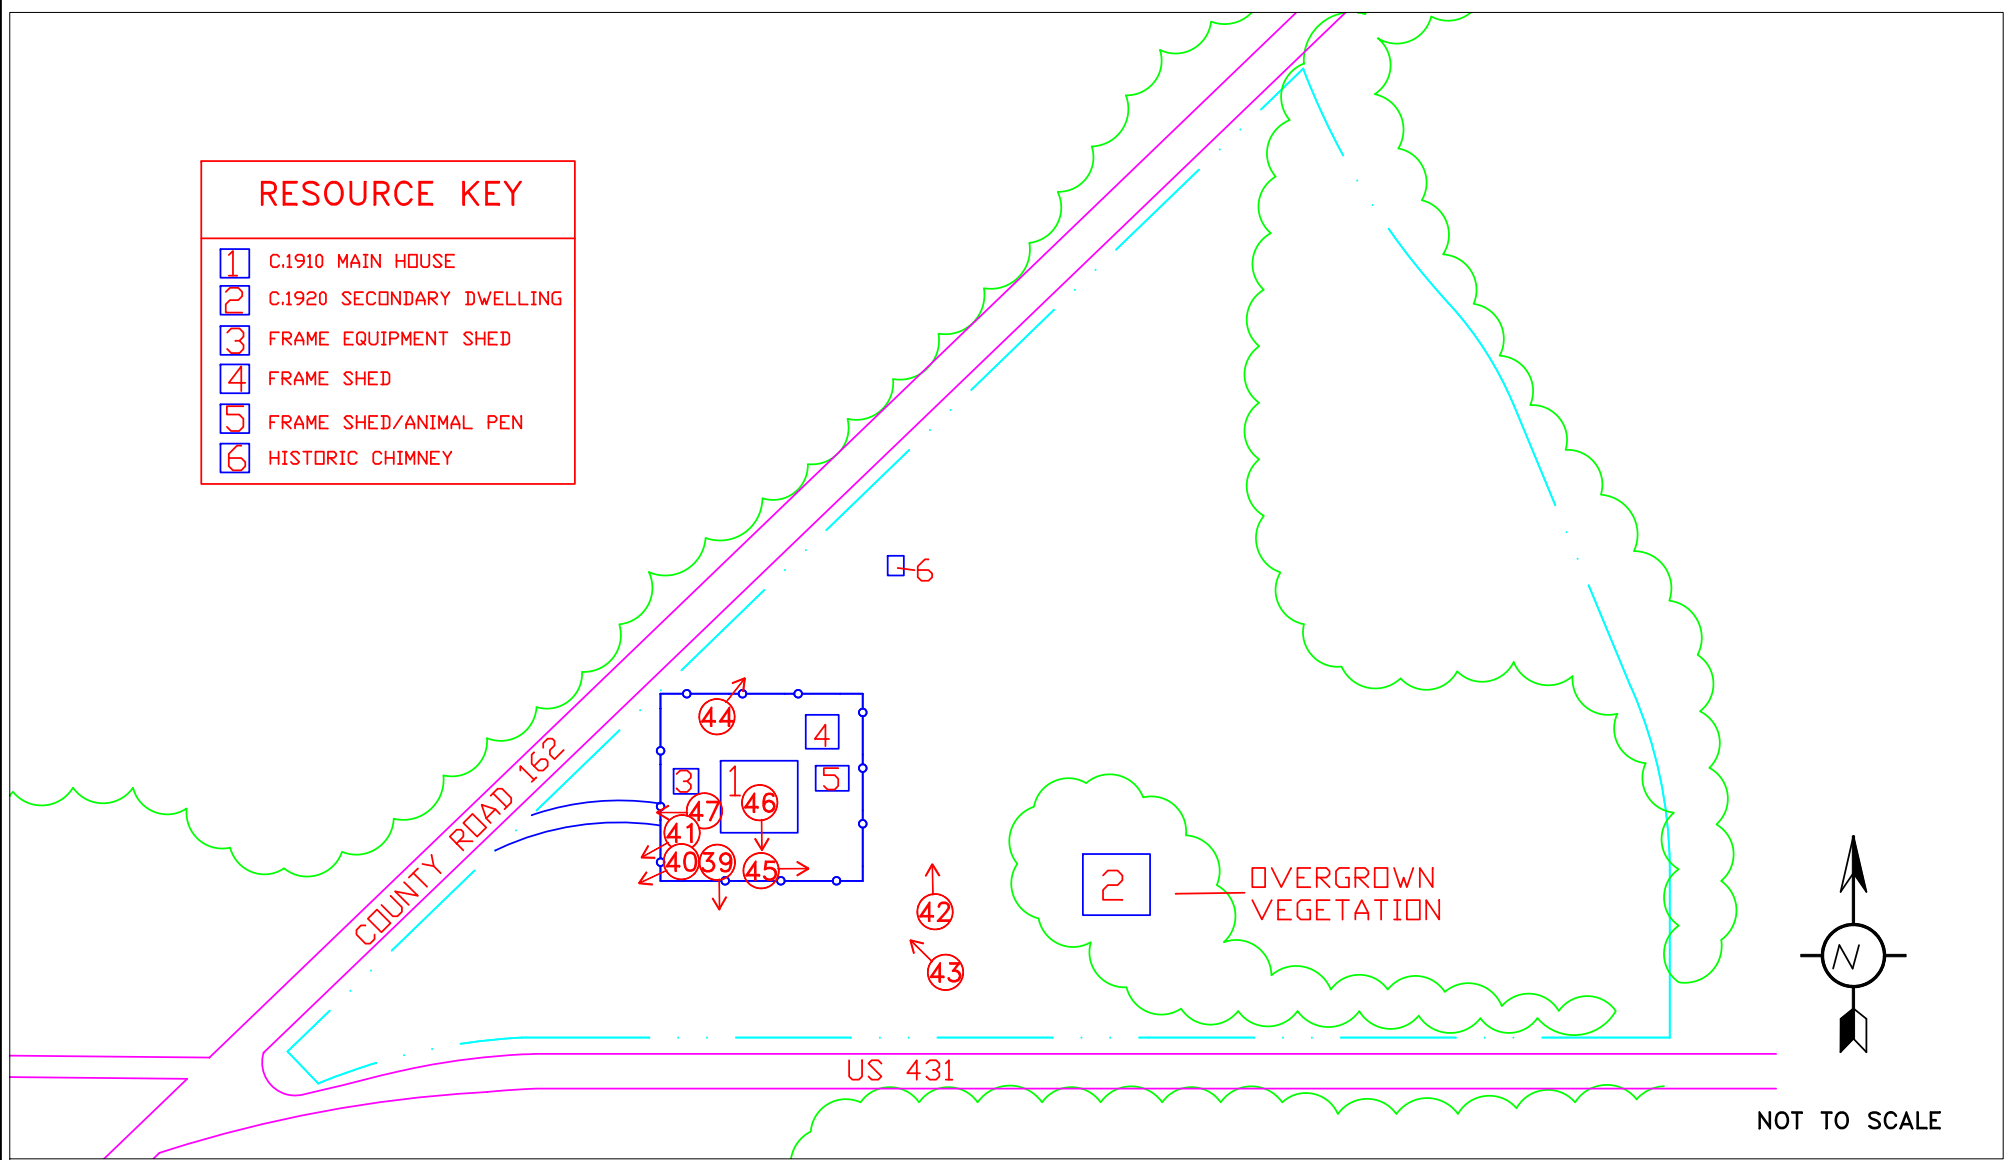 RESOURCE KEY
1 C.1910 MAIN HOUSE
2 C.1920 SECONDARY DWELLING
3 FRAME EQUIPMENT SHED
4 FRAME SHED
5 FRAME SHED/ANIMAL PEN
6 HISTORIC CHIMNEY
6
44
4
3
1
5
47
46
41
40
39
45
COUNTY ROAD 162
42
43
2
OVERGROWN
VEGETATION
N
US 431
NOT TO SCALE